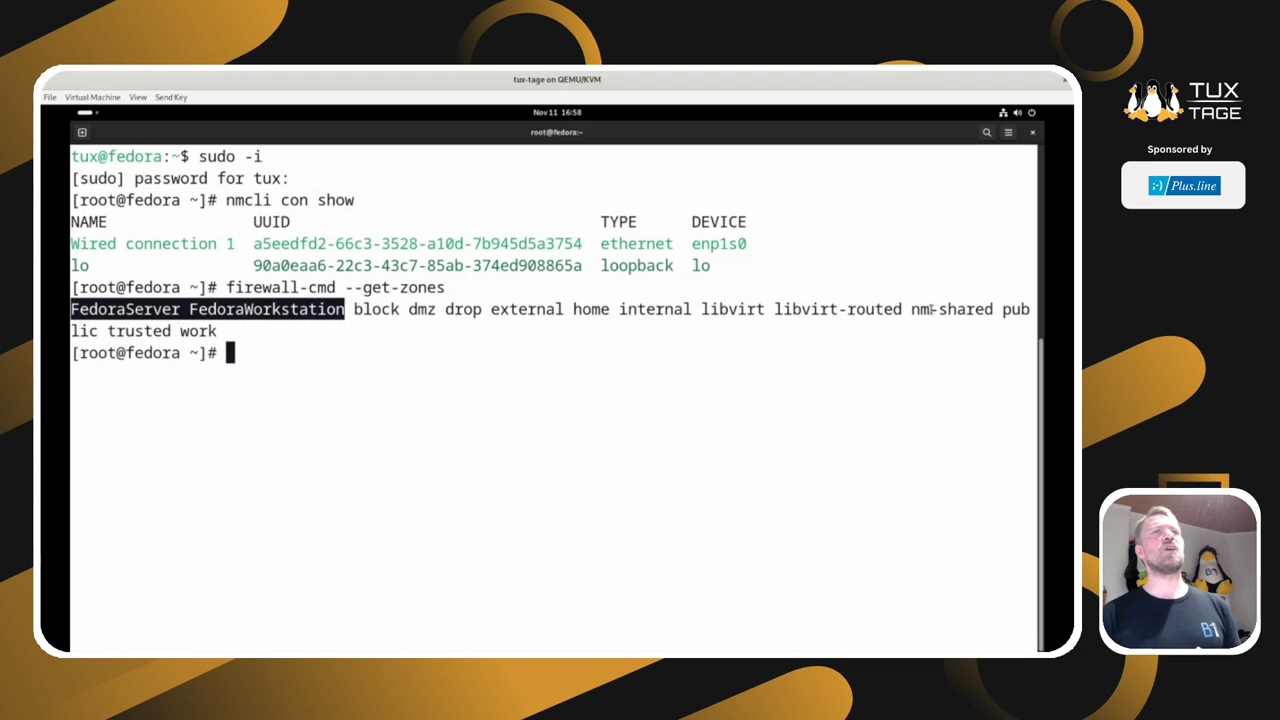 tux-tage on QEMU/KVM
File Virtual Machine View Send Key
Nov 11 16:58
root@fedora:~
tux@fedora:~$ sudo -i
[sudo] password for tux:
[root@fedora ~]# nmcli con show
NAME UUID TYPE DEVICE
Wired connection 1 a5eedfd2-66c3-3528-a10d-7b945d5a3754 ethernet enp1s0
lo 90a0eaa6-22c3-43c7-85ab-374ed908865a loopback lo
[root@fedora ~]# firewall-cmd --get-zones
FedoraServer FedoraWorkstation block dmz drop external home internal libvirt libvirt-routed nm-shared pub
lic trusted work
[root@fedora ~]#
TUX
TAGE
Sponsored by
:-) Plus.line
B1
B1